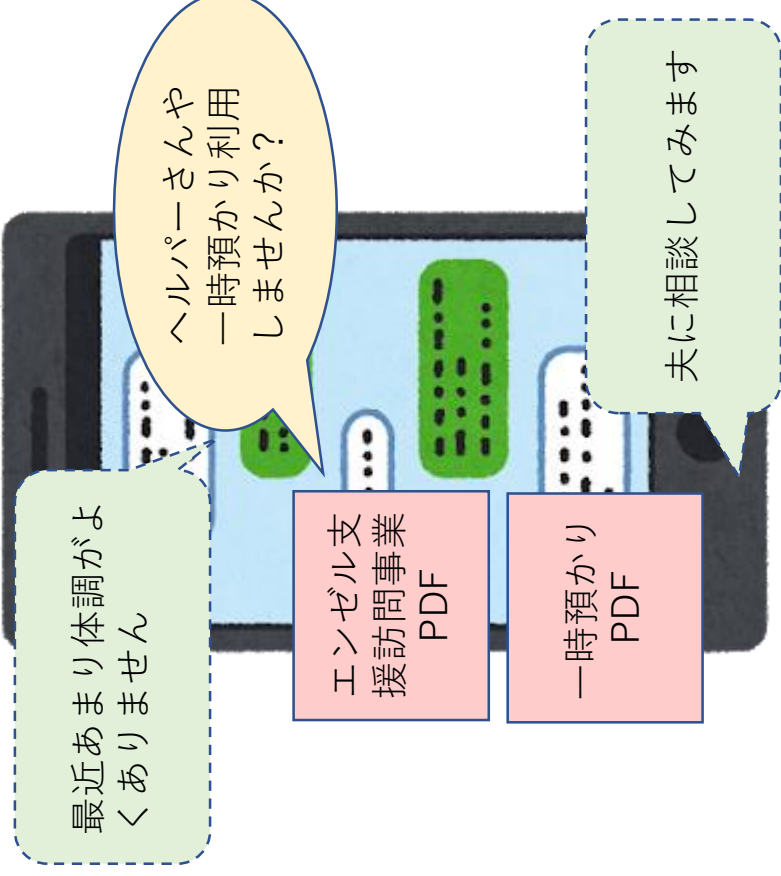 最近あまり体調がよ
くありません
ヘルパーさんや
一時預かり利用
しませんか？
エンゼル支
援訪問事業
PDF
一時預かり
PDF
夫に相談してみます